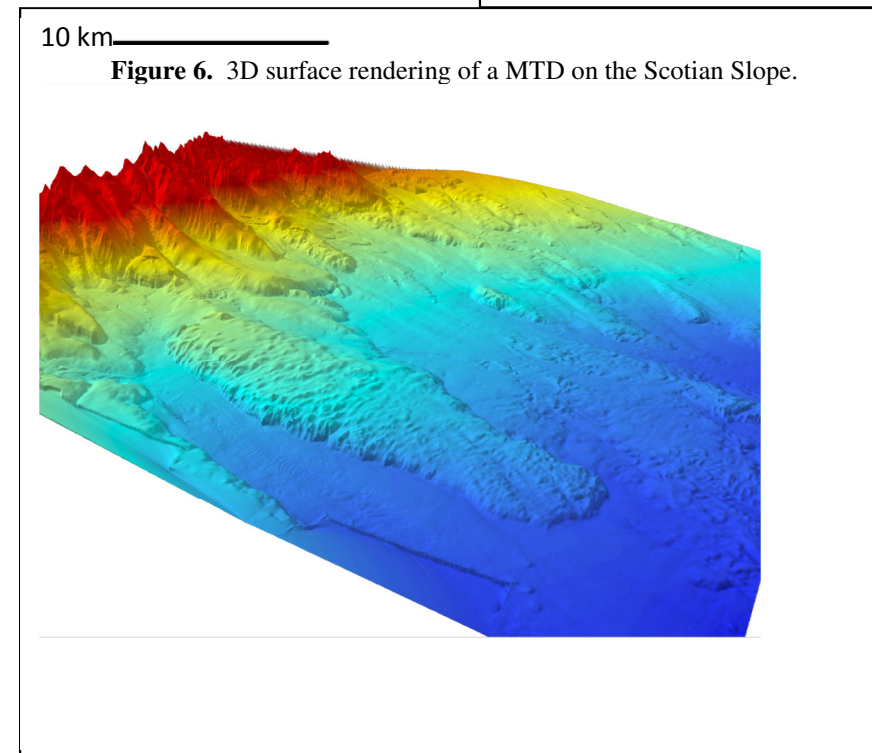 10 km
Figure 6. 3D surface rendering of a MTD on the Scotian Slope.